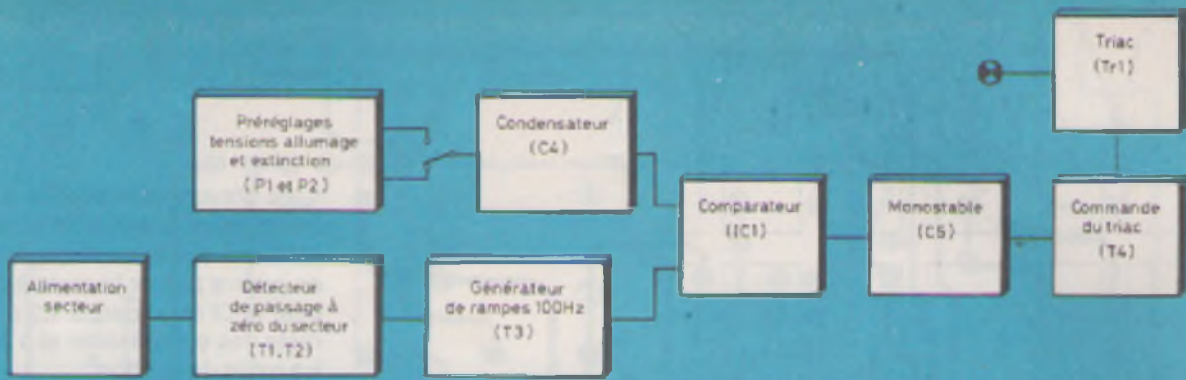 Triac
(Tr1)
Préréglages
tensions allumage
et extinction
(P1 et P2)
Condensateur
(C4)
Comparateur
(IC1)
Monostable
(C5)
Commande
du triac
(T4)
Alimentation
secteur
Détecteur
de passage à
zéro du secteur
(T1,T2)
Générateur
de rampes 100Hz
(T3)